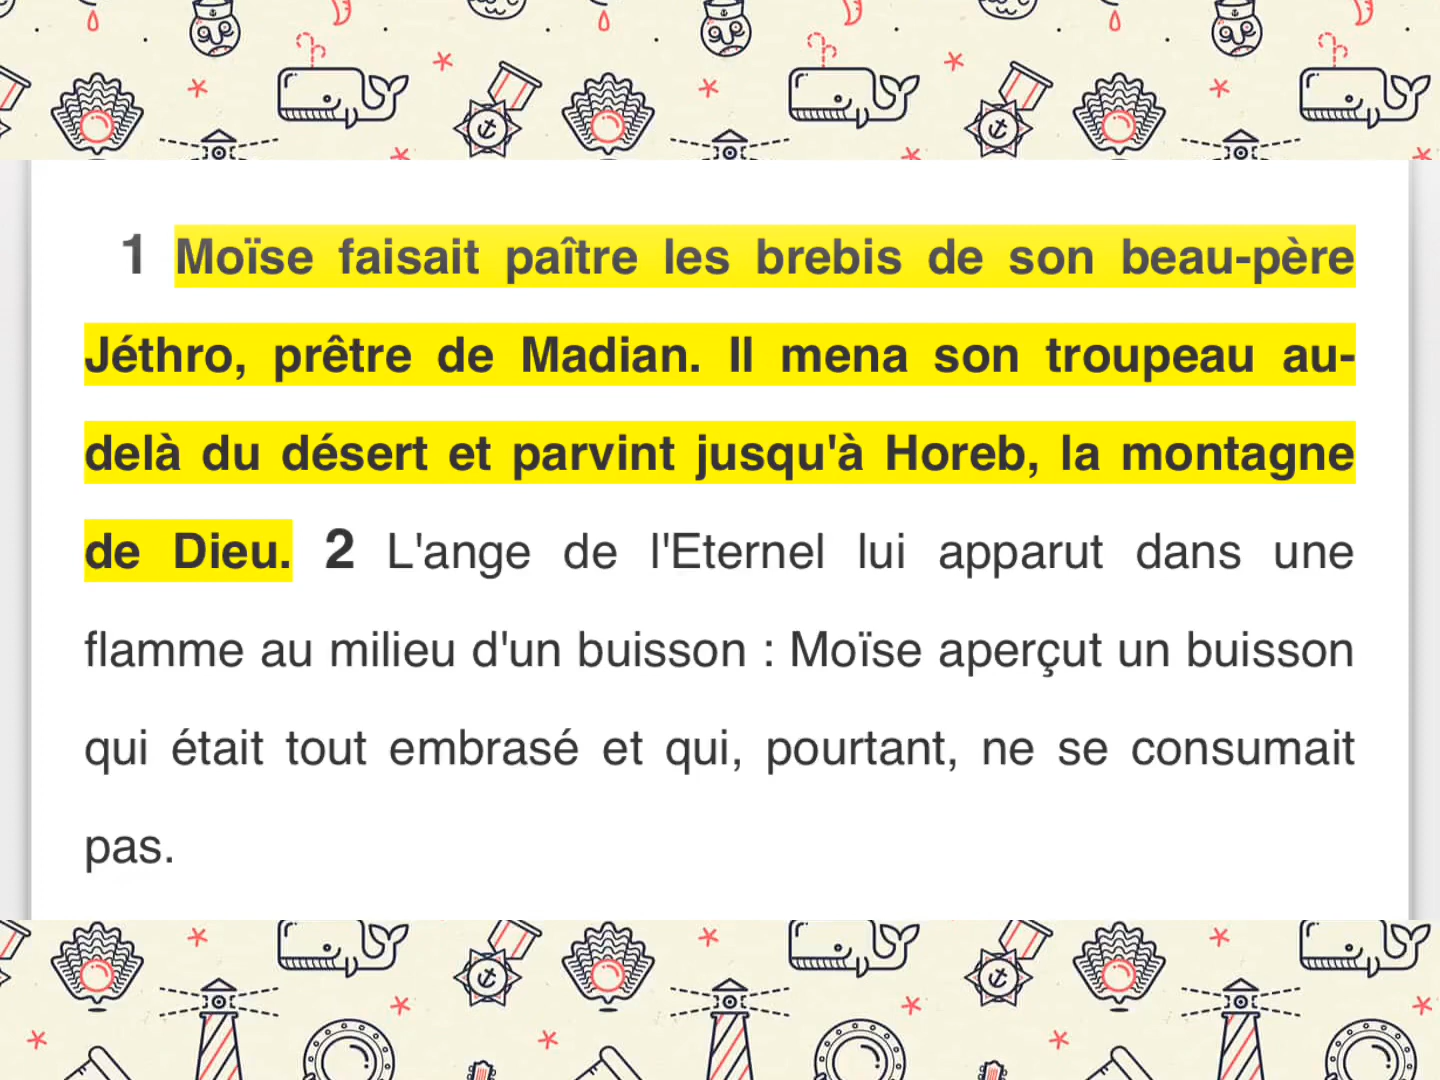 1 Moïse faisait paître les brebis de son beau-père
Jéthro, prêtre de Madian. Il mena son troupeau au-
delà du désert et parvint jusqu'à Horeb, la montagne
de Dieu. 2 L'ange de l'Eternel lui apparut dans une
flamme au milieu d'un buisson : Moïse aperçut un buisson
qui était tout embrasé et qui, pourtant, ne se consumait
pas.